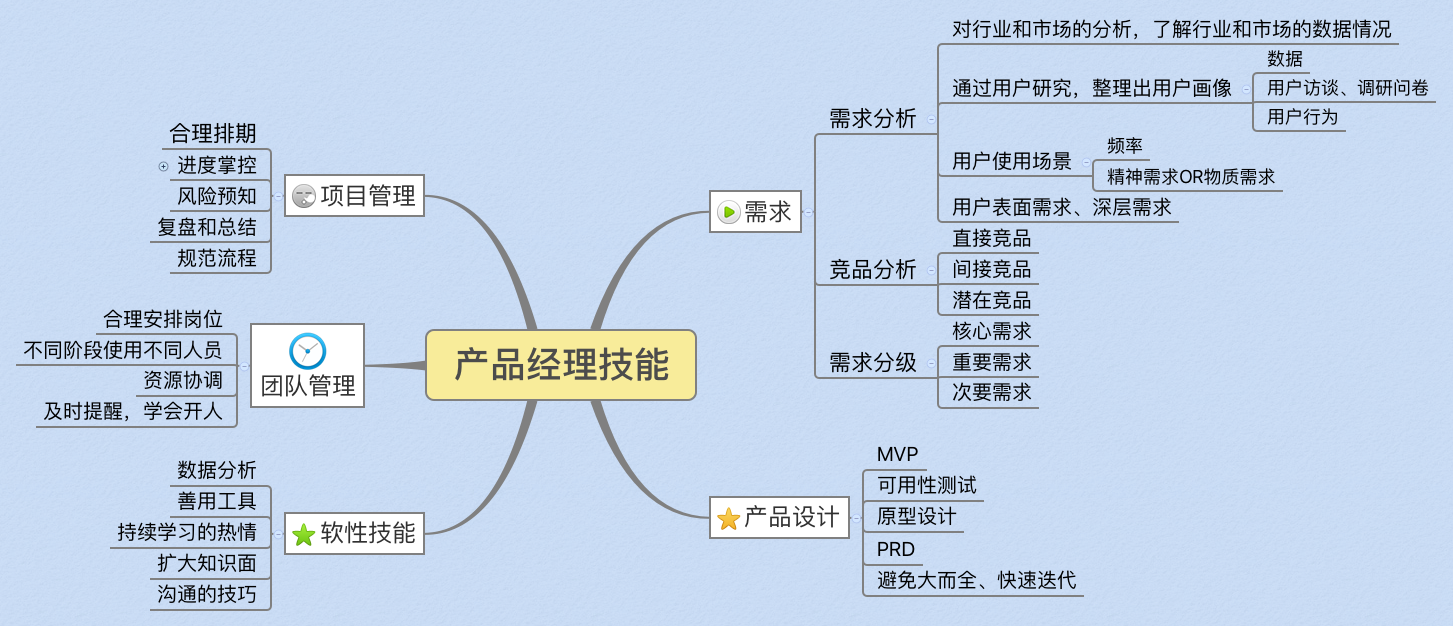 产品经理技能
需求
需求分析
对行业和市场的分析，了解行业和市场的数据情况
通过用户研究，整理出用户画像
数据
用户访谈、调研问卷
用户行为
用户使用场景
频率
精神需求OR物质需求
用户表面需求、深层需求
竞品分析
直接竞品
间接竞品
潜在竞品
需求分级
核心需求
重要需求
次要需求
产品设计
MVP
可用性测试
原型设计
PRD
避免大而全、快速迭代
项目管理
合理排期
进度掌控
风险预知
复盘和总结
规范流程
团队管理
合理安排岗位
不同阶段使用不同人员
资源协调
及时提醒，学会开人
软性技能
数据分析
善用工具
持续学习的热情
扩大知识面
沟通的技巧